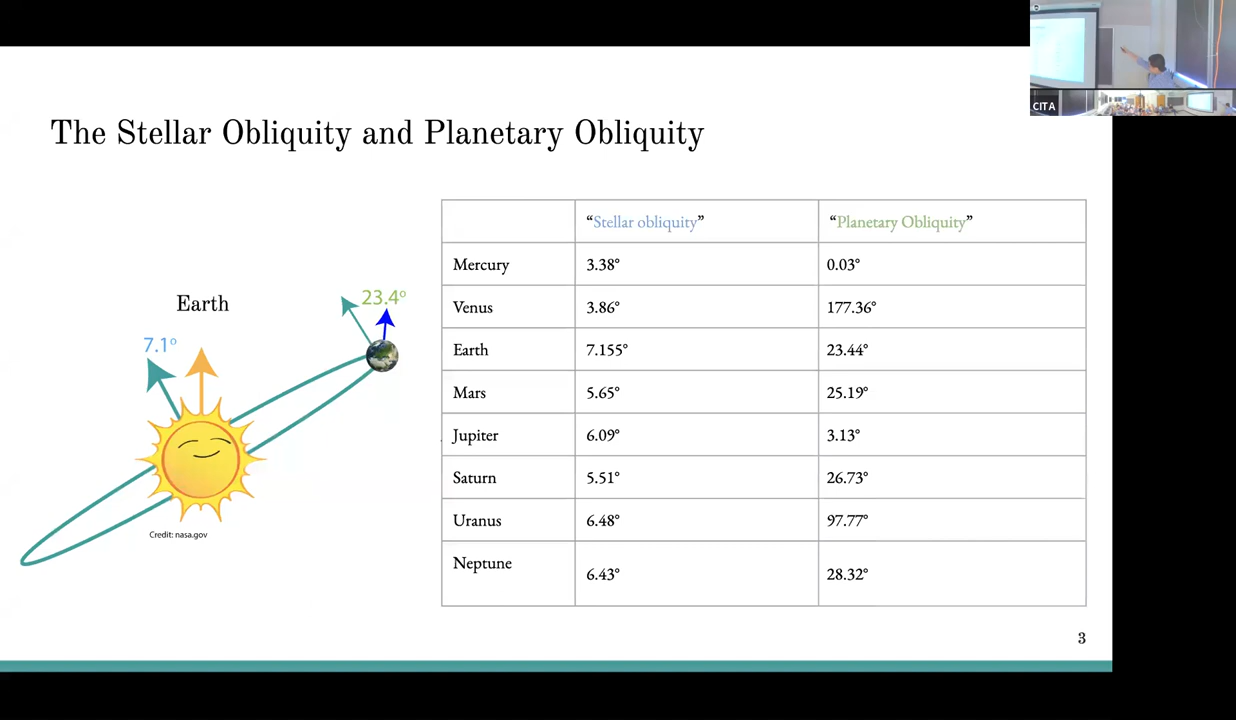 CITA
The Stellar Obliquity and Planetary Obliquity
Earth
7.1°
23.4°
Credit: nasa.gov
“Stellar obliquity” “Planetary Obliquity”
Mercury 3.38° 0.03°
Venus 3.86° 177.36°
Earth 7.155° 23.44°
Mars 5.65° 25.19°
Jupiter 6.09° 3.13°
Saturn 5.51° 26.73°
Uranus 6.48° 97.77°
Neptune 6.43° 28.32°
3